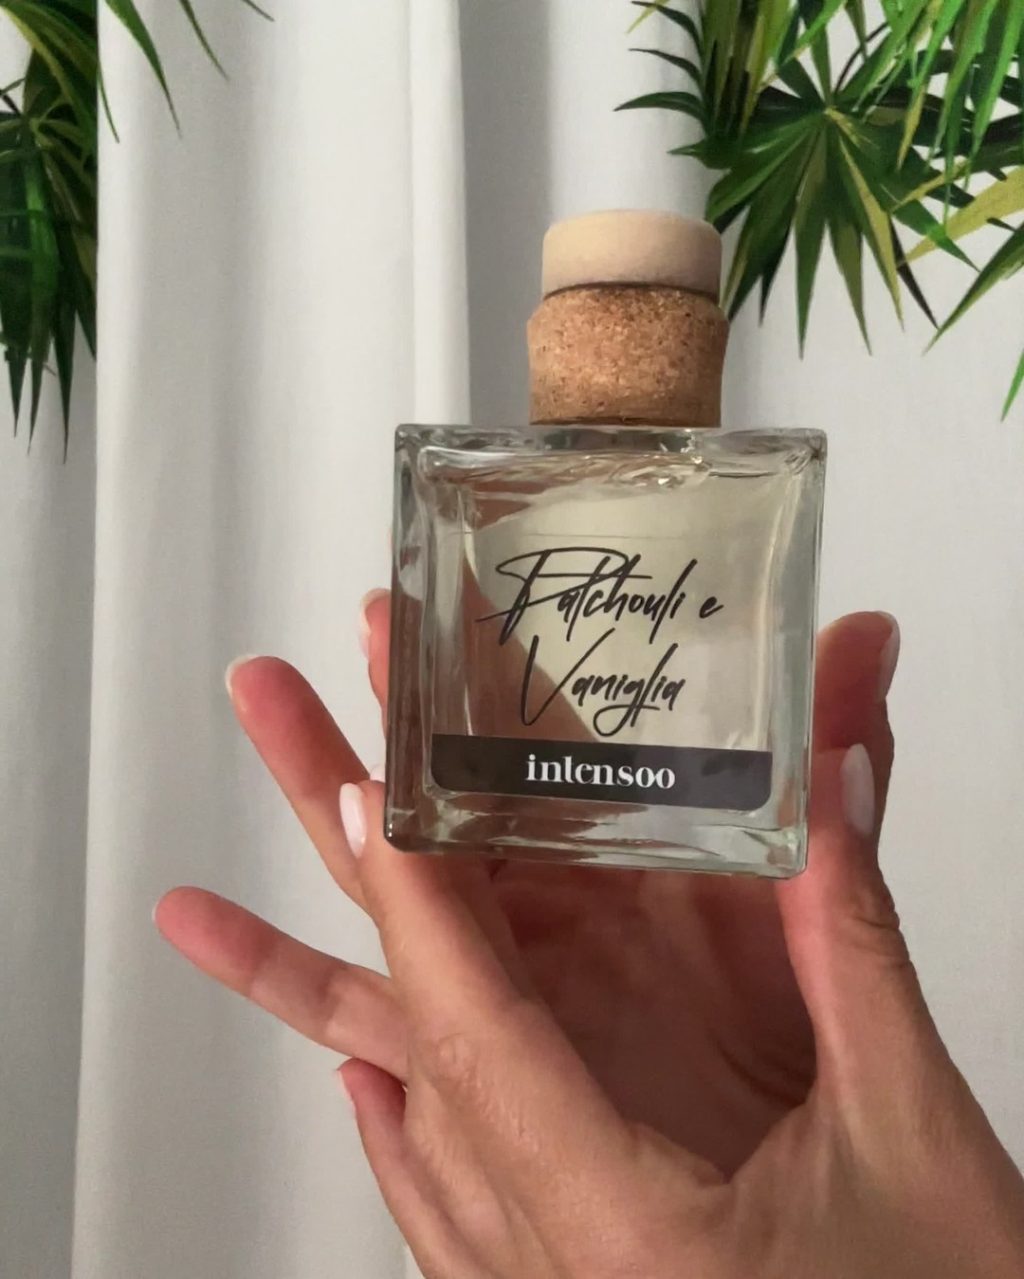 Patchouli e
Vaniglia
intensoo